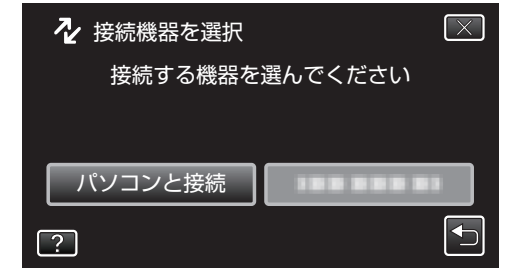 接続機器を選択
接続する機器を選んでください
パソコンと接続
?